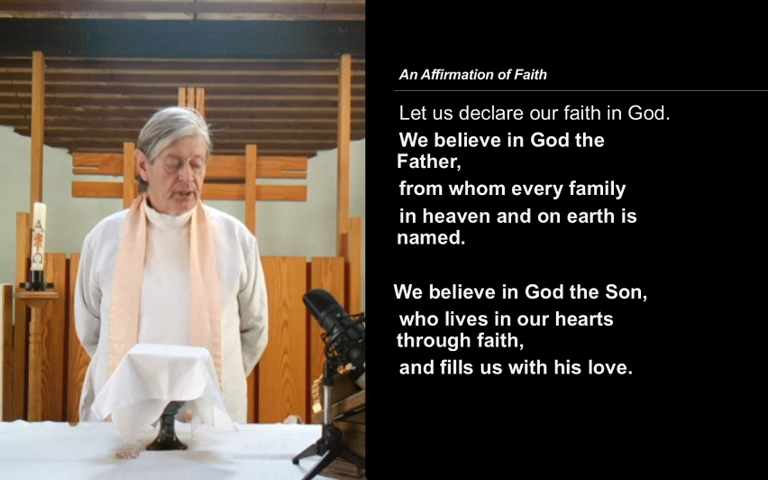 An Affirmation of Faith
Let us declare our faith in God.
We believe in God the
Father,
from whom every family
in heaven and on earth is
named.
We believe in God the Son,
who lives in our hearts
through faith,
and fills us with his love.